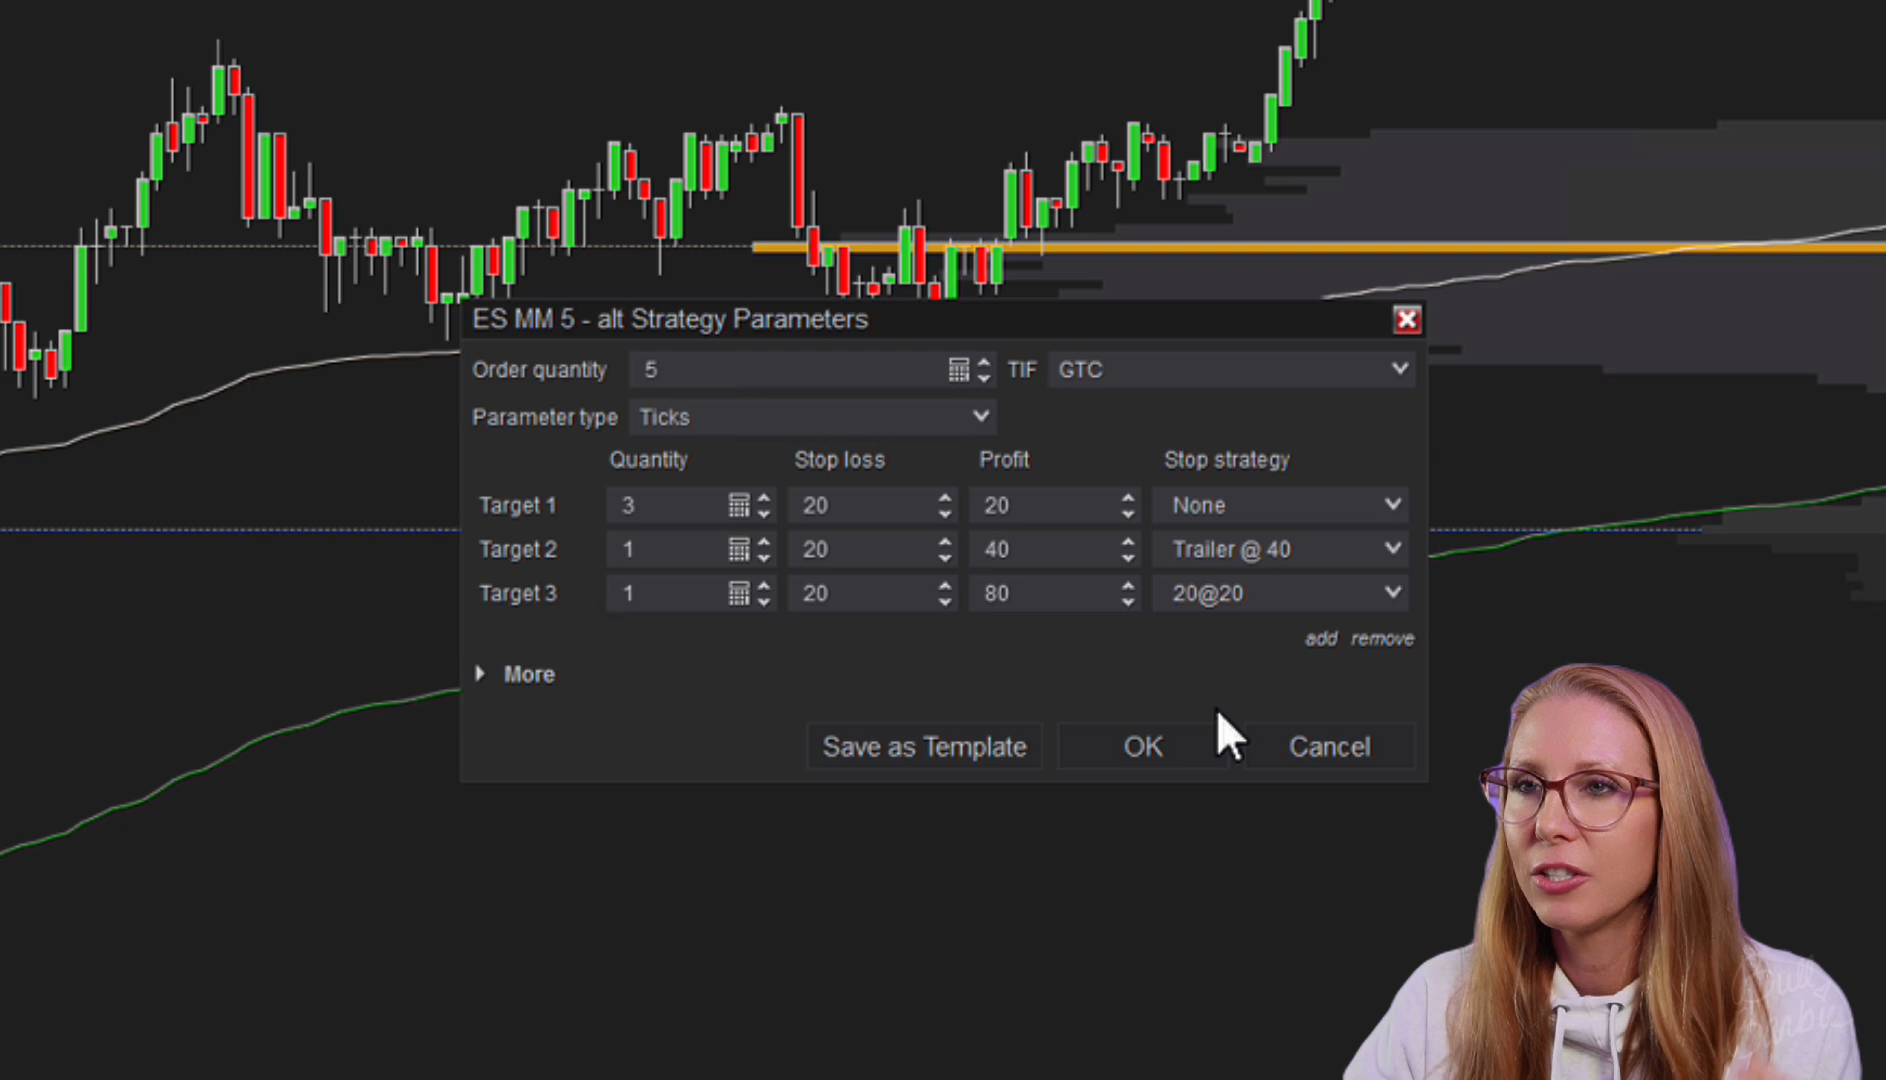 ES MM 5 - alt Strategy Parameters
Order quantity 5 TIF GTC
Parameter type Ticks
Quantity Stop loss Profit Stop strategy
Target 1 3 20 20 None
Target 2 1 20 40 Trailer @ 40
Target 3 1 20 80 20@20
add remove
More
Save as Template OK Cancel